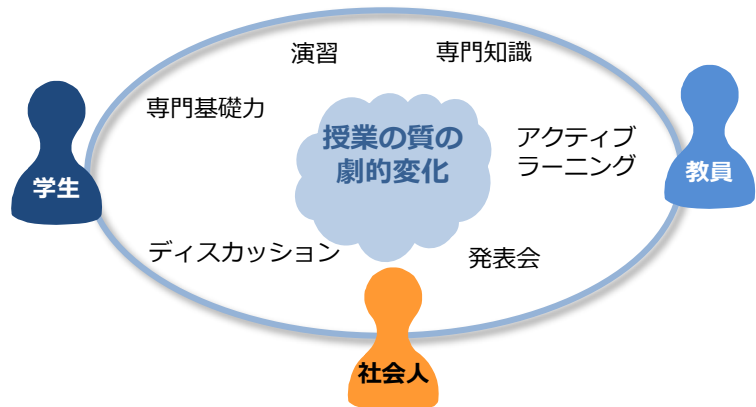 演習
専門知識
専門基礎力
授業の質の
劇的変化
アクティブ
ラーニング
学生
教員
ディスカッション
発表会
社会人